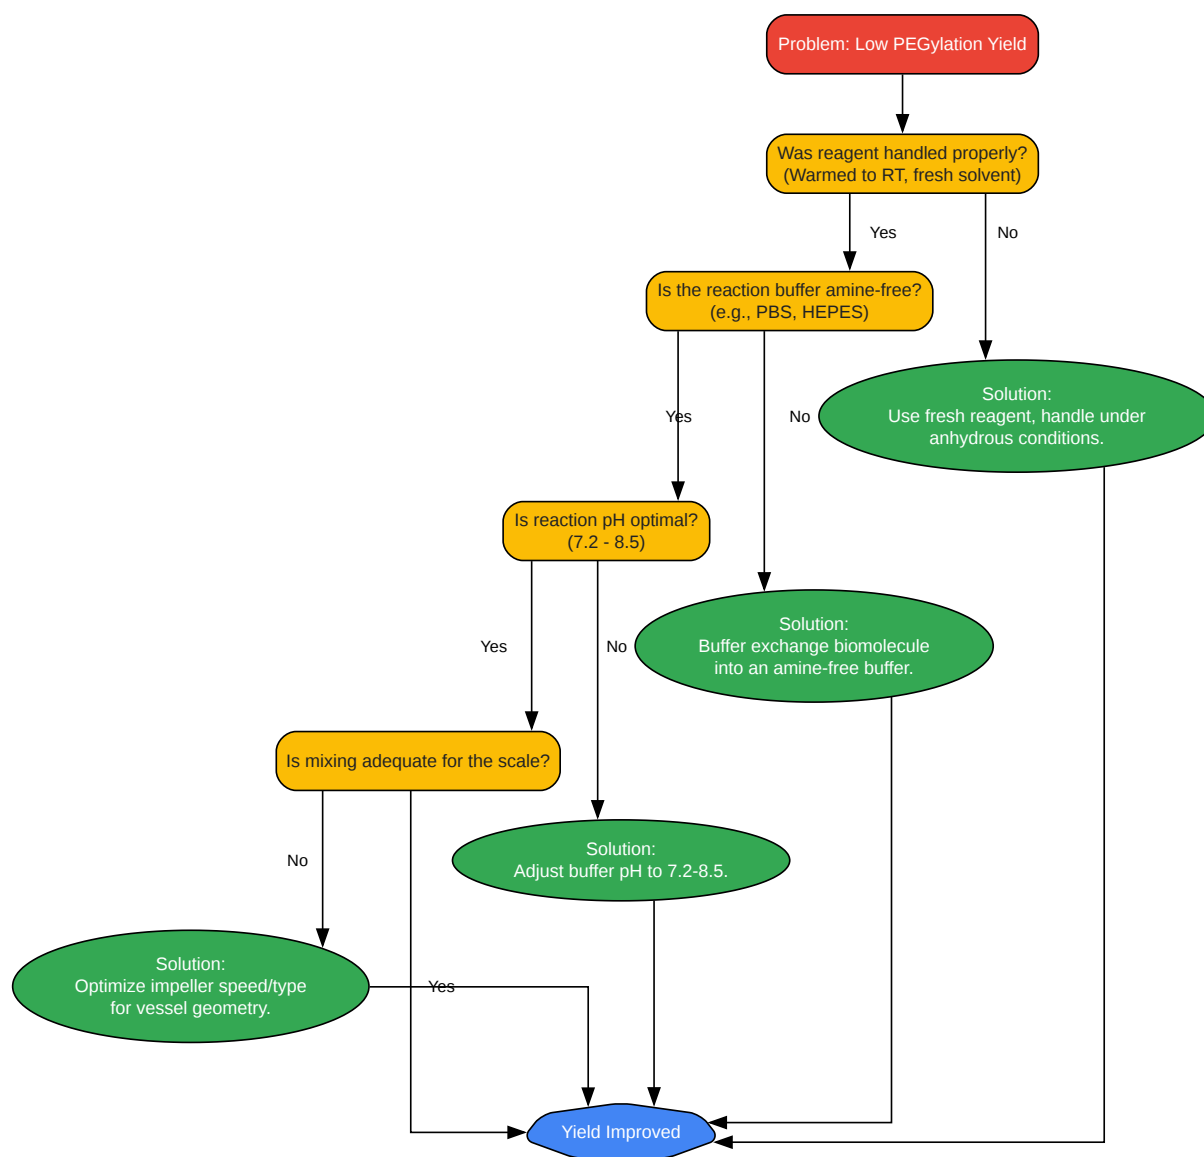 Problem: Low PEGylation Yield
Was reagent handled properly?
(Warmed to RT, fresh solvent)
Yes
No
Is the reaction buffer amine-free?
(e.g., PBS, HEPES)
Yes
No
Solution:
Use fresh reagent, handle under
anhydrous conditions.
Is reaction pH optimal?
(7.2 - 8.5)
Yes
No
Solution:
Buffer exchange biomolecule
into an amine-free buffer.
Is mixing adequate for the scale?
No
Solution:
Adjust buffer pH to 7.2-8.5.
Solution:
Optimize impeller speed/type
for vessel geometry.
Yes
Yield Improved